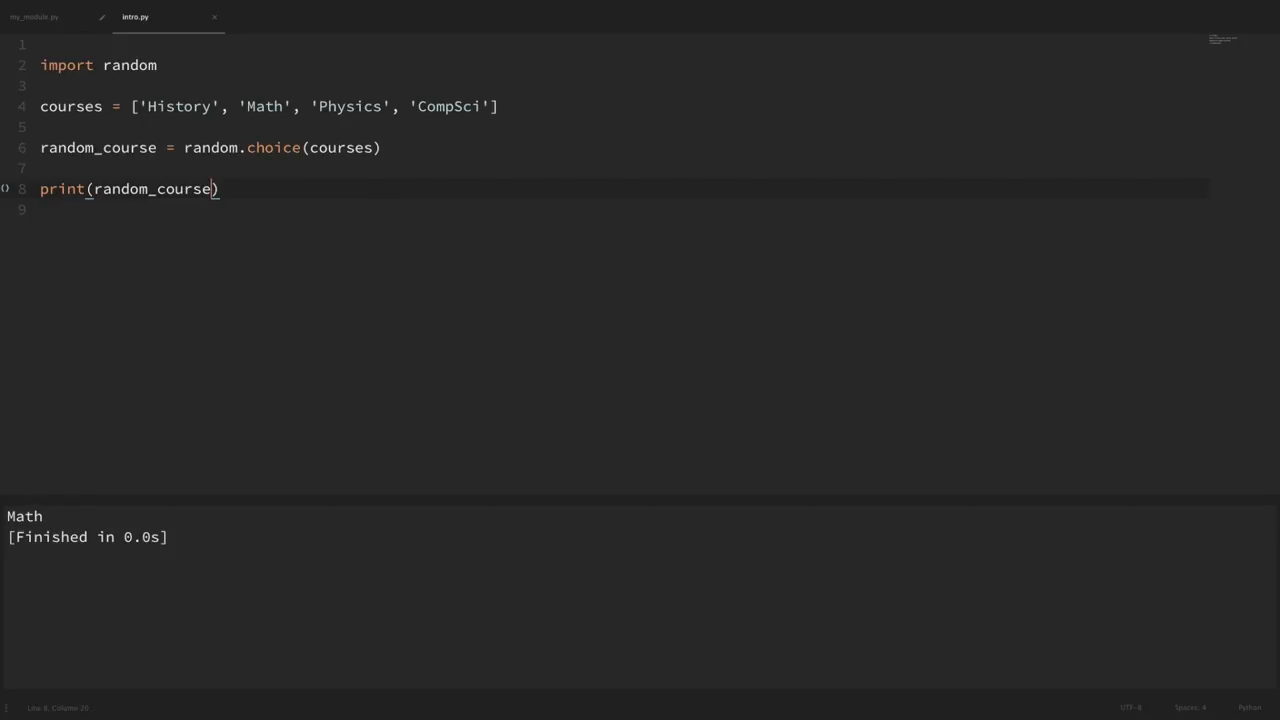 my_module.py intro.py ×
1
2 import random
3
4 courses = ['History', 'Math', 'Physics', 'CompSci']
5
6 random_course = random.choice(courses)
7
() 8 print(random_course)
9
Math
[Finished in 0.0s]
Line 8, Column 20 UTF-8 Spaces: 4 Python